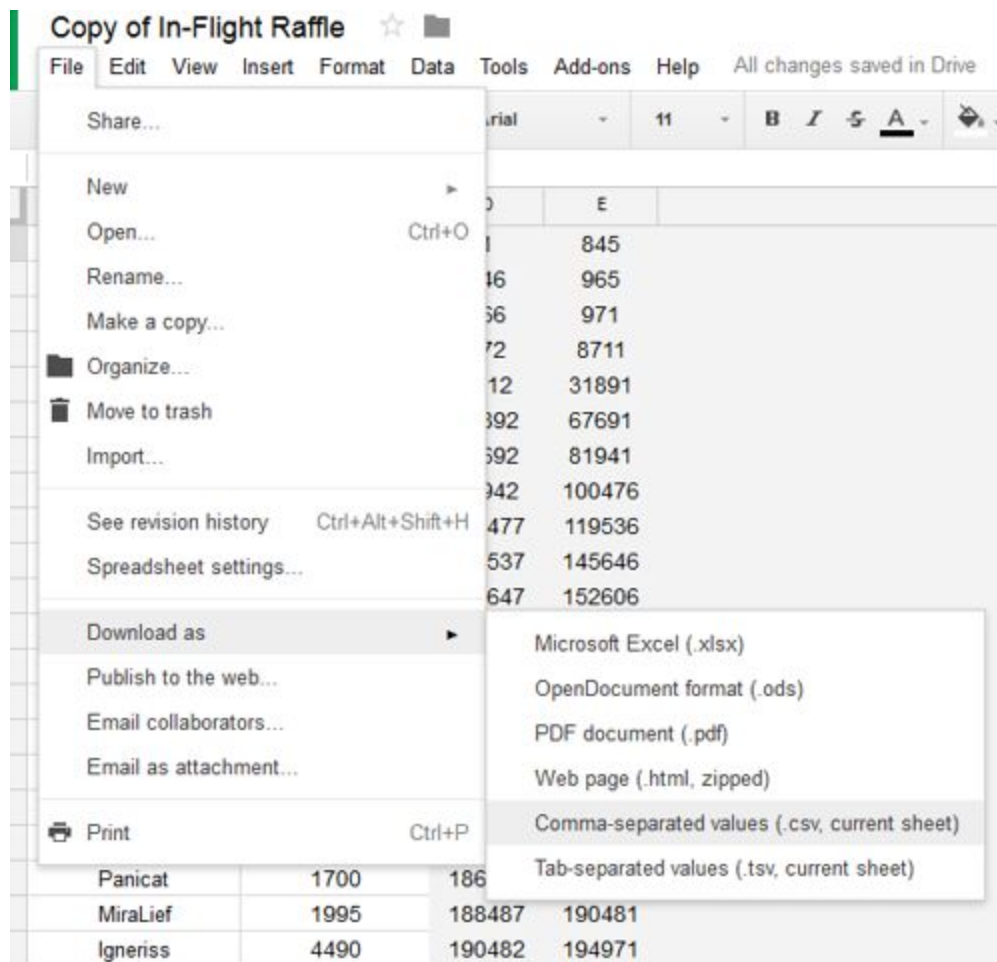 Copy of In-Flight Raffle
File Edit View Insert Format Data Tools Add-ons Help All changes saved in Drive
Share...
11 B I S A
New
E
Open... Ctrl+O
845
Rename...
965
Make a copy...
971
Organize...
8711
31891
Move to trash
67691
Import...
81941
100476
See revision history Ctrl+Alt+Shift+H
477 119536
Spreadsheet settings...
537 145646
647 152606
Download as
Microsoft Excel (.xlsx)
Publish to the web...
OpenDocument format (.ods)
Email collaborators...
PDF document (.pdf)
Email as attachment...
Web page (.html, zipped)
Print Ctrl+P
Comma-separated values (.csv, current sheet)
Tab-separated values (.tsv, current sheet)
Panicat 1700 186
MiraLief 1995 188487 190481
Igneriss 4490 190482 194971